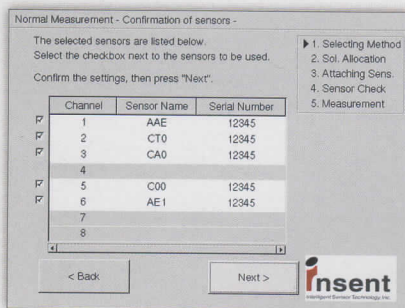 Normal Measurement - Confirmation of sensors -
The selected sensors are listed below.
Select the checkbox next to the sensors to be used.
Confirm the settings, then press "Next".
1. Selecting Method
2. Sol. Allocation
3. Attaching Sens.
4. Sensor Check
5. Measurement
Channel Sensor Name Serial Number
1 AAE 12345
2 CT0 12345
3 CA0 12345
4
5 C00 12345
6 AE1 12345
7
8
< Back
Next >
insent
Intelligent Sensor Technology, Inc.